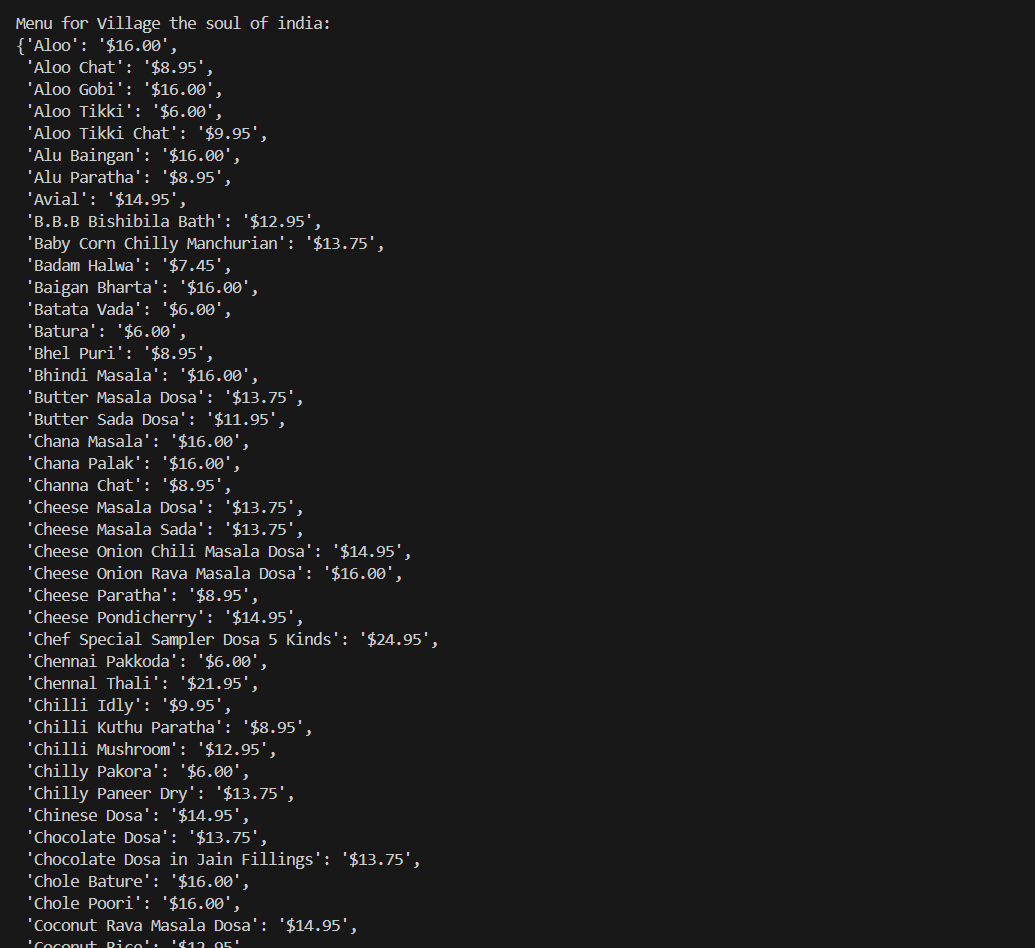 Menu for Village the soul of india:
{'Aloo': '$16.00',
 'Aloo Chat': '$8.95',
 'Aloo Gobi': '$16.00',
 'Aloo Tikki': '$6.00',
 'Aloo Tikki Chat': '$9.95',
 'Alu Baingan': '$16.00',
 'Alu Paratha': '$8.95',
 'Avial': '$14.95',
 'B.B.B Bishibila Bath': '$12.95',
 'Baby Corn Chilly Manchurian': '$13.75',
 'Badam Halwa': '$7.45',
 'Baigan Bharta': '$16.00',
 'Batata Vada': '$6.00',
 'Batura': '$6.00',
 'Bhel Puri': '$8.95',
 'Bhindi Masala': '$16.00',
 'Butter Masala Dosa': '$13.75',
 'Butter Sada Dosa': '$11.95',
 'Chana Masala': '$16.00',
 'Chana Palak': '$16.00',
 'Channa Chat': '$8.95',
 'Cheese Masala Dosa': '$13.75',
 'Cheese Masala Sada': '$13.75',
 'Cheese Onion Chili Masala Dosa': '$14.95',
 'Cheese Onion Rava Masala Dosa': '$16.00',
 'Cheese Paratha': '$8.95',
 'Cheese Pondicherry': '$14.95',
 'Chef Special Sampler Dosa 5 Kinds': '$24.95',
 'Chennai Pakkoda': '$6.00',
 'Chennal Thali': '$21.95',
 'Chilli Idly': '$9.95',
 'Chilli Kuthu Paratha': '$8.95',
 'Chilli Mushroom': '$12.95',
 'Chilly Pakora': '$6.00',
 'Chilly Paneer Dry': '$13.75',
 'Chinese Dosa': '$14.95',
 'Chocolate Dosa': '$13.75',
 'Chocolate Dosa in Jain Fillings': '$13.75',
 'Chole Bature': '$16.00',
 'Chole Poori': '$16.00',
 'Coconut Rava Masala Dosa': '$14.95',
 'Coconut Rice': '$12.95',